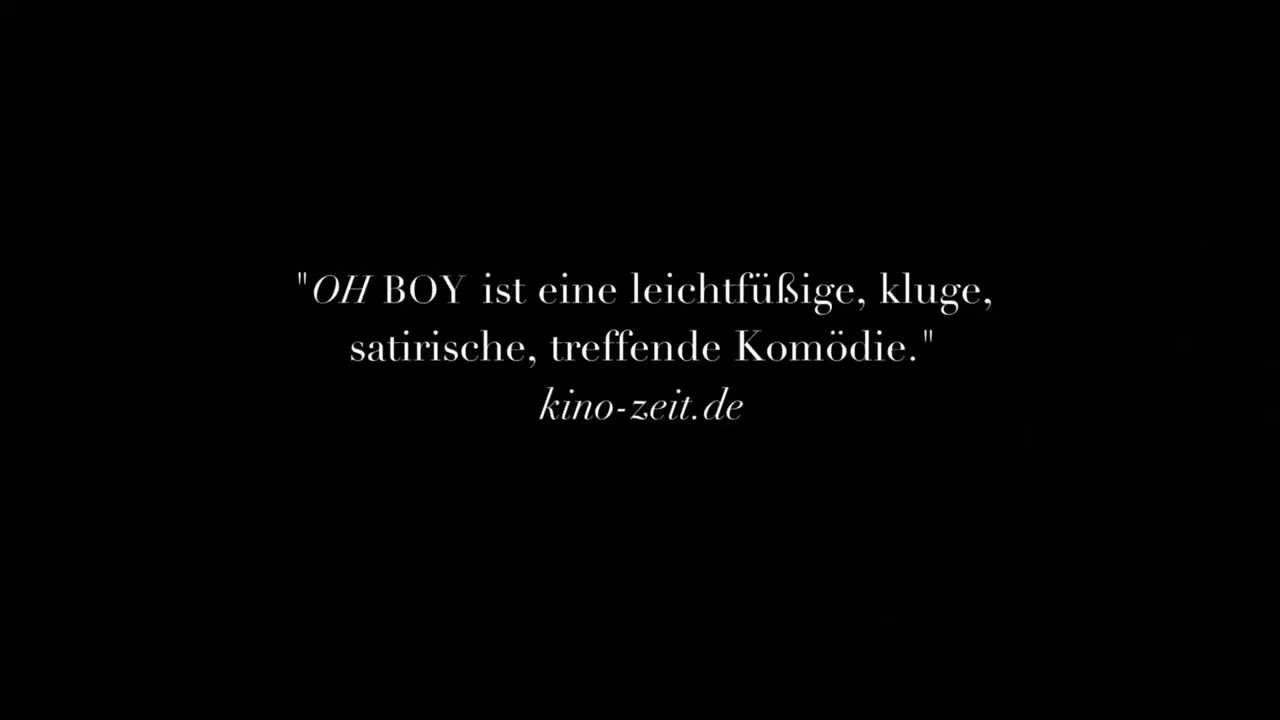 "OH BOY ist eine leichtfüßige, kluge,
satirische, treffende Komödie."
kino-zeit.de